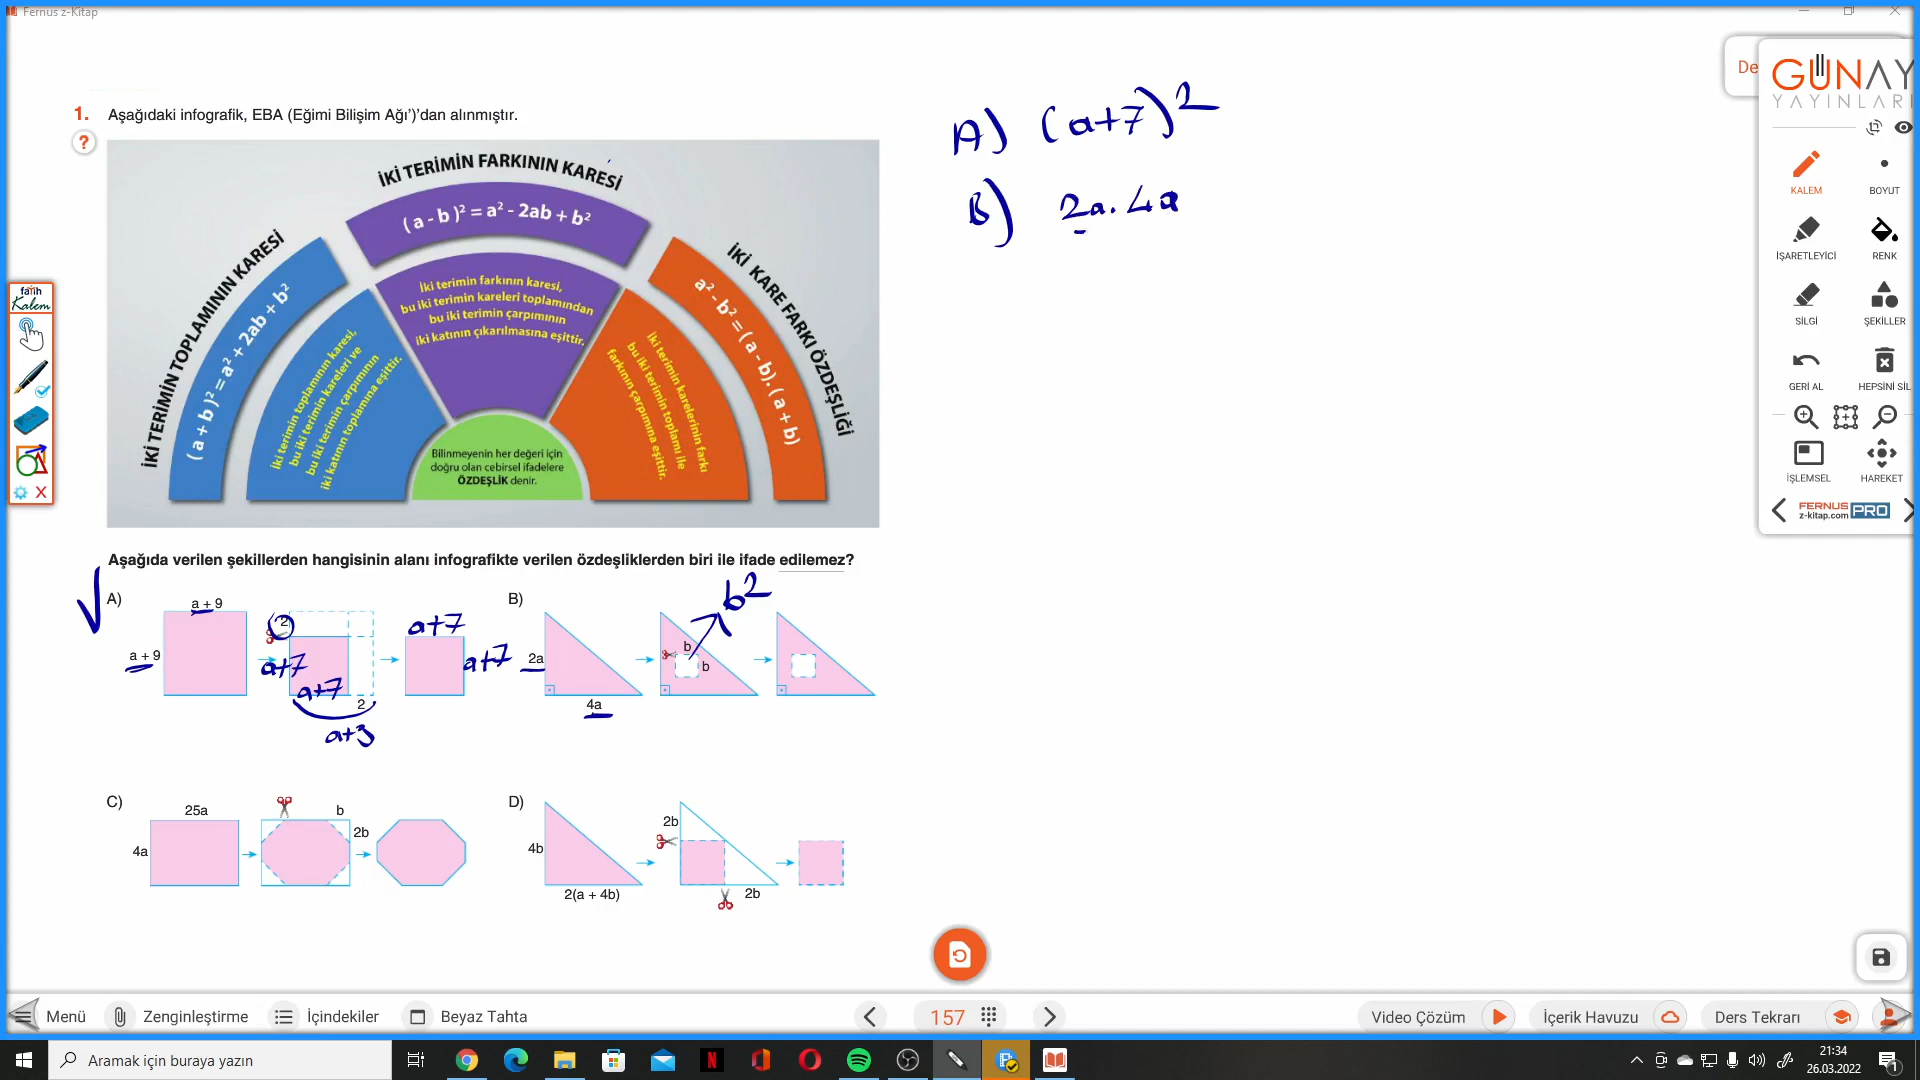 Fernus z-Kitap
1. Aşağıdaki infografik, EBA (Eğimi Bilişim Ağı')'dan alınmıştır.
?
İKİ TERİMİN TOPLAMININ KARESİ
(a + b)² = a² + 2ab + b²
İki terimin toplamının karesi,
bu iki terimin kareleri ve
bu iki terimin çarpımının
iki katının toplamına eşittir.
İKİ TERİMİN FARKININ KARESİ
(a - b)² = a² - 2ab + b²
İki terimin farkının karesi,
bu iki terimin kareleri toplamından
bu iki terimin çarpımının
iki katının çıkarılmasına eşittir.
İKİ KARE FARKI ÖZDEŞLİĞİ
a² - b² = (a - b).(a + b)
İki terimin karelerinin farkı
bu iki terimin toplamı ile
farkının çarpımına eşittir.
Bilinmeyenin her değeri için
doğru olan cebirsel ifadelere
ÖZDEŞLİK denir.
A) (a+7)²
B) 2a.4a
Aşağıda verilen şekillerden hangisinin alanı infografikte verilen özdeşliklerden biri ile ifade edilemez?
A)
a + 9
a + 9
2
a+7
a+7
2
a+9
a+7
a+7
B)
2a
4a
b
b
b²
C)
25a
4a
b
2b
D)
4b
2(a + 4b)
2b
2b
fatih
Kalem
De
GÜNAY
YAYINLARI
KALEM
BOYUT
İŞARETLEYİCİ
RENK
SİLGİ
ŞEKİLLER
GERİ AL
HEPSİNİ SİL
İŞLEMSEL
HAREKET
FERNUS
z-kitap.com PRO
Menü
Zenginleştirme
İçindekiler
Beyaz Tahta
157
Video Çözüm
İçerik Havuzu
Ders Tekrarı
Aramak için buraya yazın
21:34
26.03.2022
1